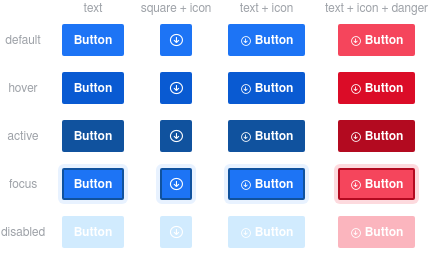 text square + icon text + icon text + icon + danger
default Button Button Button
hover Button Button Button
active Button Button Button
focus Button Button Button
disabled Button Button Button